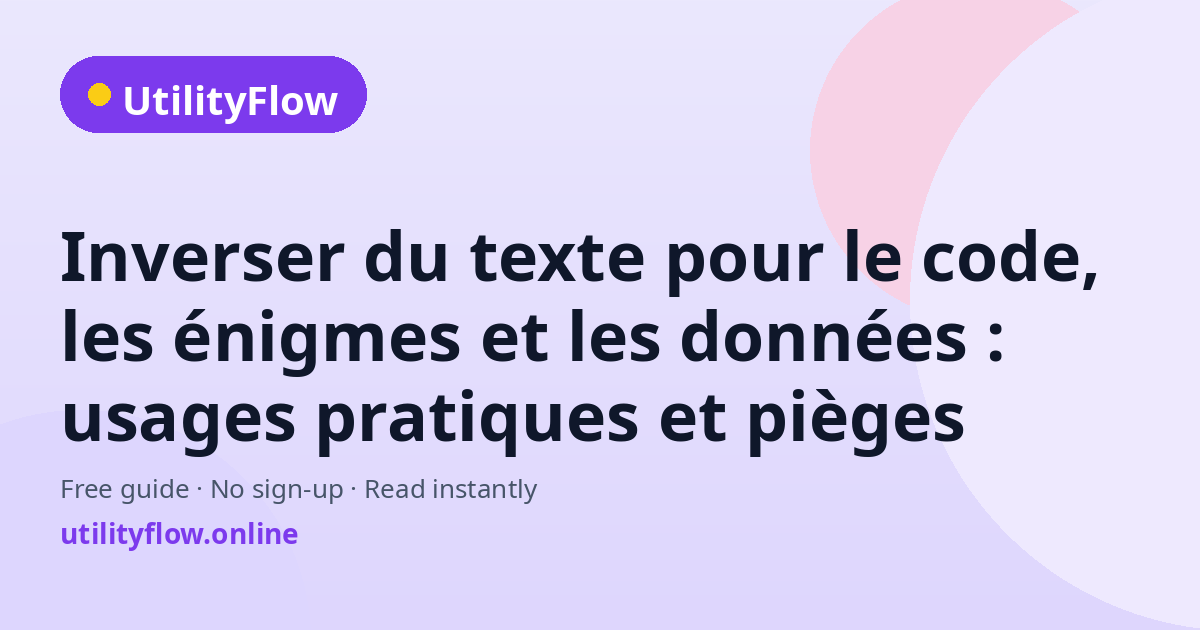 UtilityFlow
Inverser du texte pour le code,
les énigmes et les données :
usages pratiques et pièges
Free guide · No sign-up · Read instantly
utilityflow.online